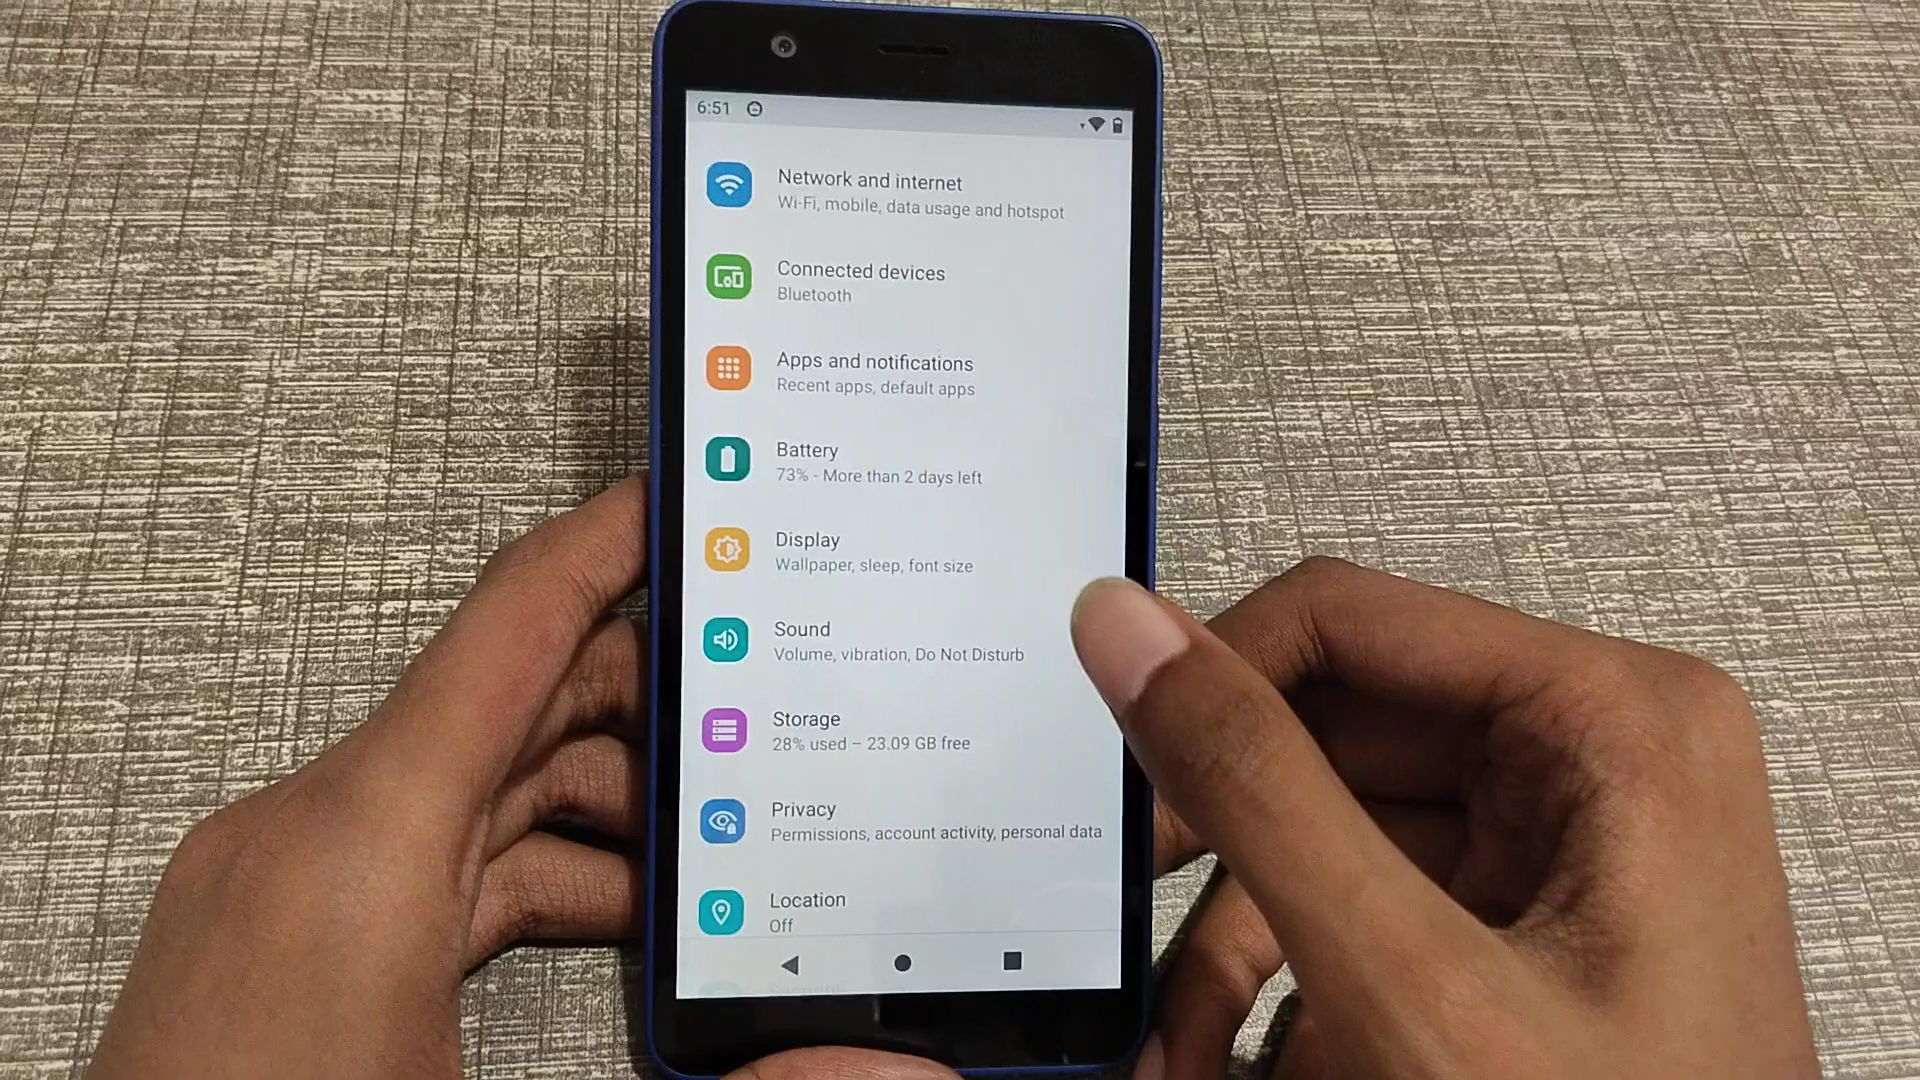 6:51
Network and internet
Wi-Fi, mobile, data usage and hotspot
Connected devices
Bluetooth
Apps and notifications
Recent apps, default apps
Battery
73% - More than 2 days left
Display
Wallpaper, sleep, font size
Sound
Volume, vibration, Do Not Disturb
Storage
28% used – 23.09 GB free
Privacy
Permissions, account activity, personal data
Location
Off
Security